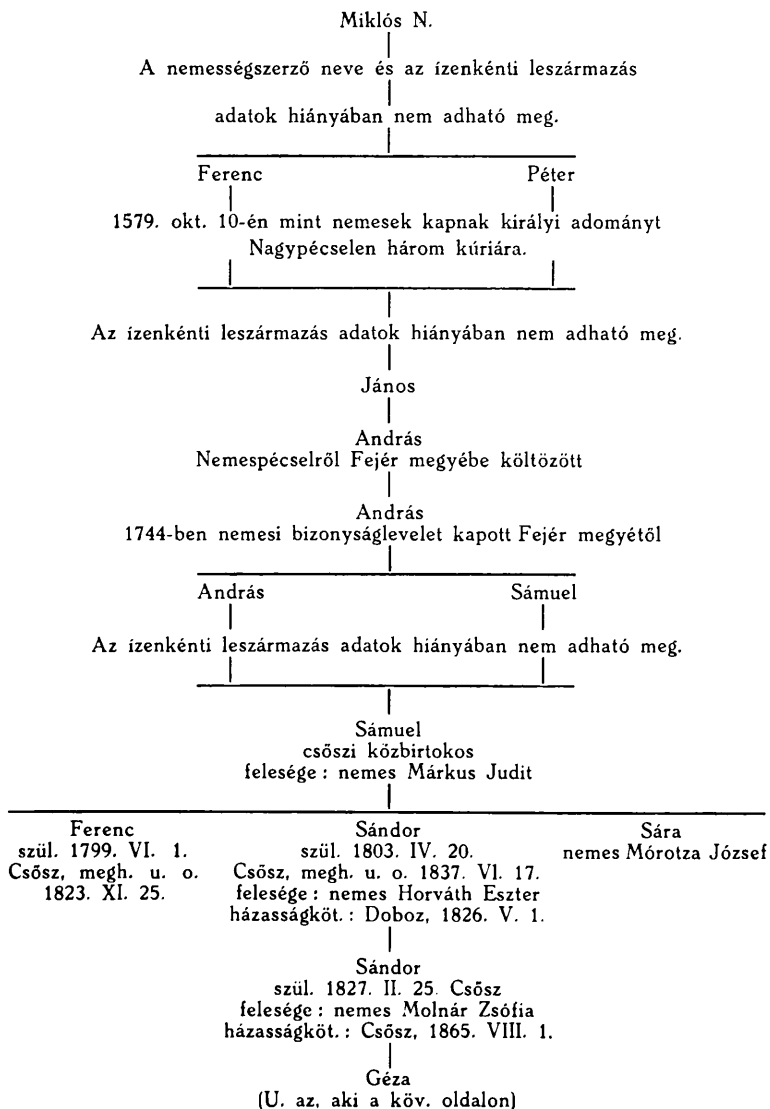 Miklós N.
A nemességszerző neve és az ízenkénti leszármazás
adatok hiányában nem adható meg.
Ferenc Péter
1579. okt. 10-én mint nemesek kapnak királyi adományt
Nagypécselen három kúriára.
Az ízenkénti leszármazás adatok hiányában nem adható meg.
János
András
Nemespécselről Fejér megyébe költözött
András
1744-ben nemesi bizonyságlevelet kapott Fejér megyétől
András Sámuel
Az ízenkénti leszármazás adatok hiányában nem adható meg.
Sámuel
csőszi közbirtokos
felesége : nemes Márkus Judit
Ferenc
szül. 1799. VI. 1.
Csősz, megh. u. o.
1823. XI. 25.
Sándor
szül. 1803. IV. 20.
Csősz, megh. u. o. 1837. VI. 17.
felesége : nemes Horváth Eszter
házasságköt. : Doboz, 1826. V. 1.
Sára
nemes Mórotza József
Sándor
szül. 1827. II. 25. Csősz
felesége : nemes Molnár Zsófia
házasságköt. : Csősz, 1865. VIII. 1.
Géza
(U. az, aki a köv. oldalon)